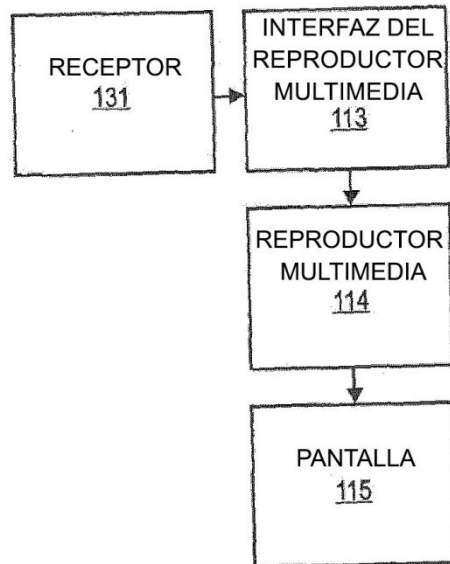 RECEPTOR
131
INTERFAZ DEL
REPRODUCTOR
MULTIMEDIA
113
REPRODUCTOR
MULTIMEDIA
114
PANTALLA
115